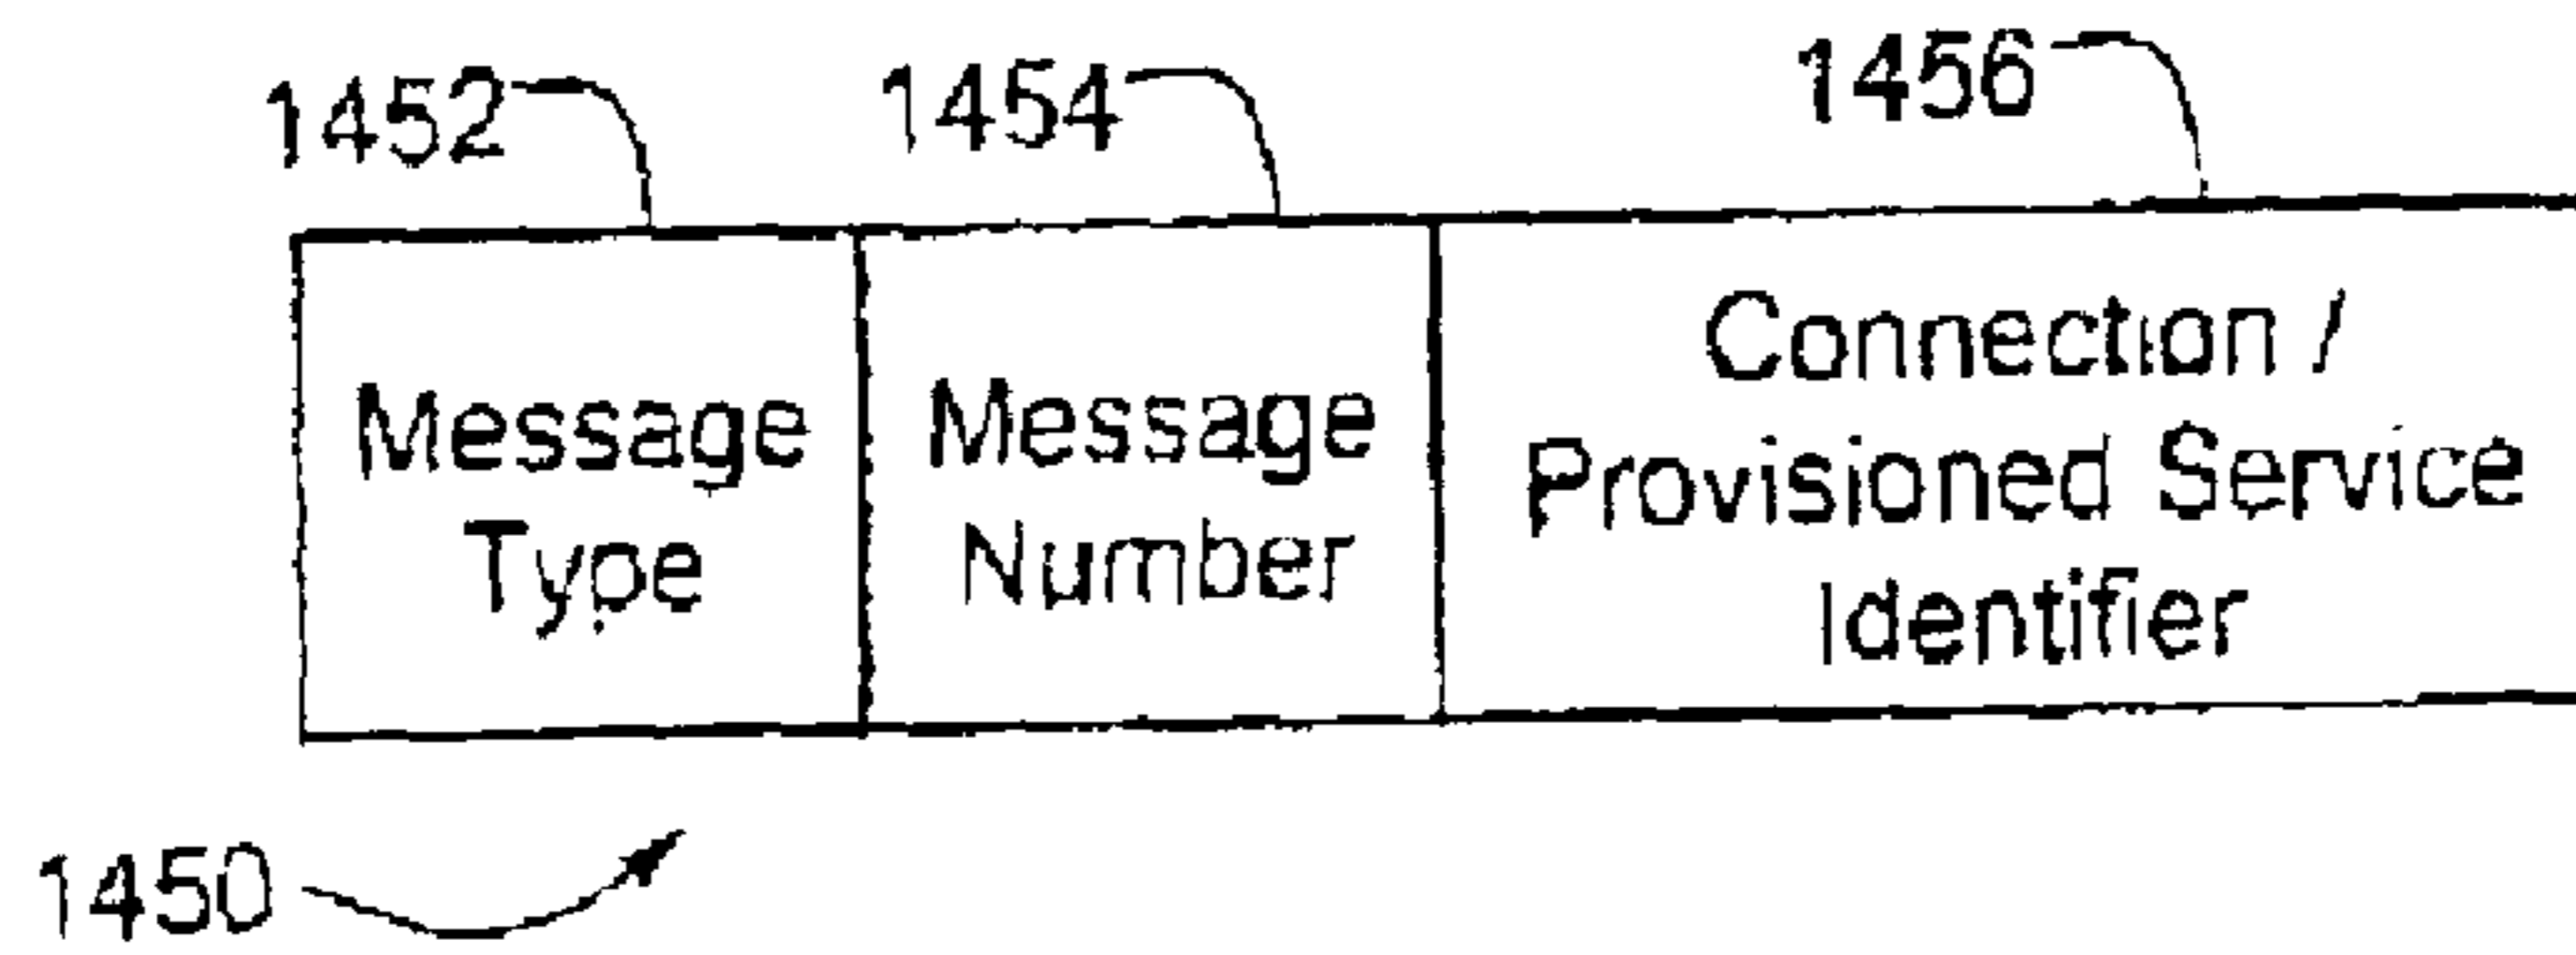 1452 1454 1456
Message Type
Message Number
Connection /
Provisioned Service
Identifier
1450